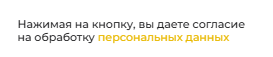 Нажимая на кнопку, вы даете согласие
на обработку персональных данных